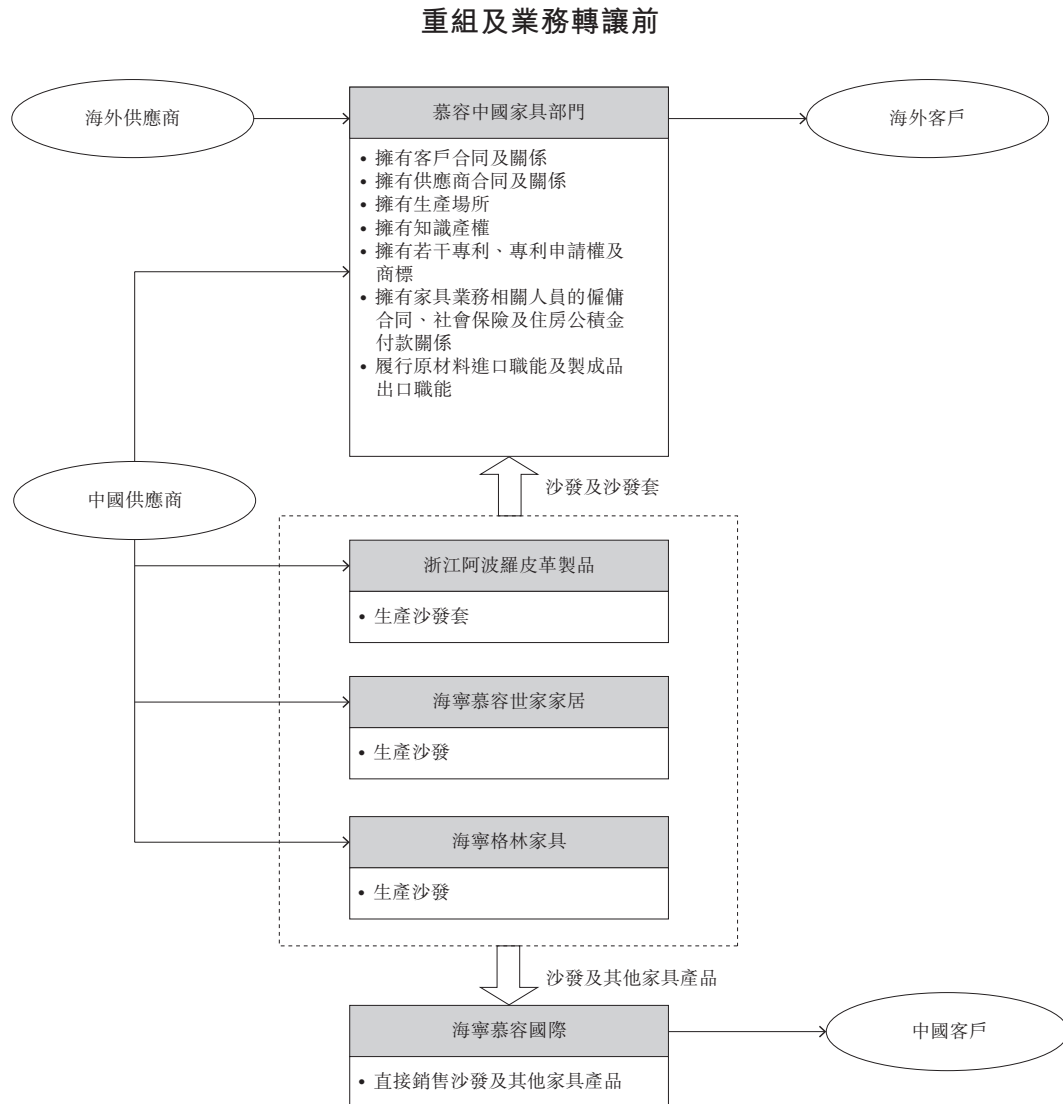 重組及業務轉讓前
海外供應商
慕容中國家具部門
海外客戶
• 擁有客戶合同及關係
• 擁有供應商合同及關係
• 擁有生產場所
• 擁有知識產權
• 擁有若干專利、專利申請權及
商標
• 擁有家具業務相關人員的僱傭
合同、社會保險及住房公積金
付款關係
• 履行原材料進口職能及製成品
出口職能
中國供應商
沙發及沙發套
浙江阿波羅皮革製品
• 生產沙發套
海寧慕容世家家居
• 生產沙發
海寧格林家具
• 生產沙發
沙發及其他家具產品
海寧慕容國際
中國客戶
• 直接銷售沙發及其他家具產品